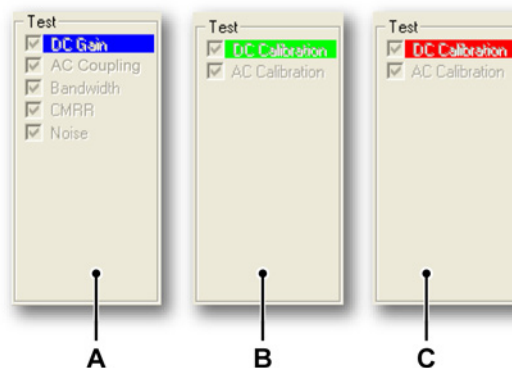 Test
DC Gain
AC Coupling
Bandwidth
CMRR
Noise
Test
DC Calibration
AC Calibration
Test
DC Calibration
AC Calibration
A
B
C